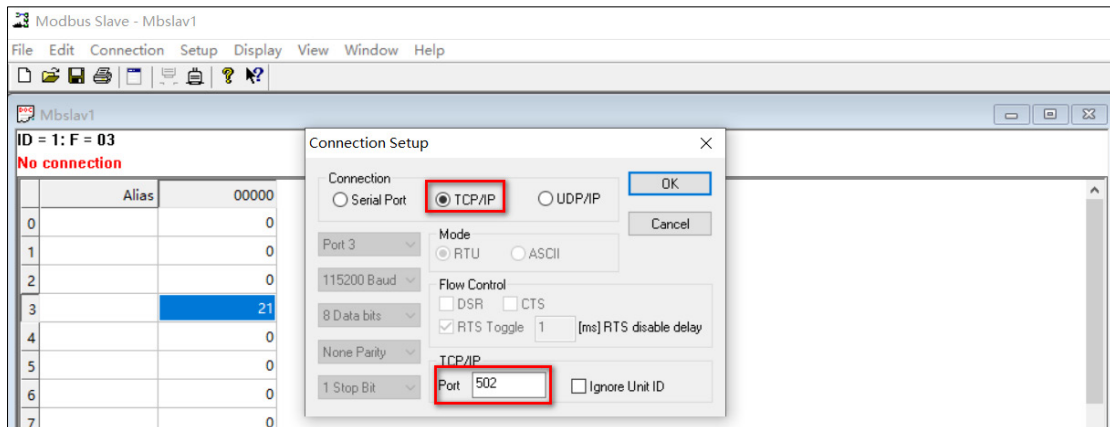 Modbus Slave - Mbslav1
File Edit Connection Setup Display View Window Help
Mbslav1
ID = 1: F = 03
No connection
Alias 00000
0 0
1 0
2 0
3 21
4 0
5 0
6 0
7 0
Connection Setup
Connection
Serial Port TCP/IP UDP/IP
OK
Cancel
Port 3
115200 Baud
8 Data bits
None Parity
1 Stop Bit
Mode
RTU ASCII
Flow Control
DSR CTS
RTS Toggle 1 [ms] RTS disable delay
TCP/IP
Port 502 Ignore Unit ID